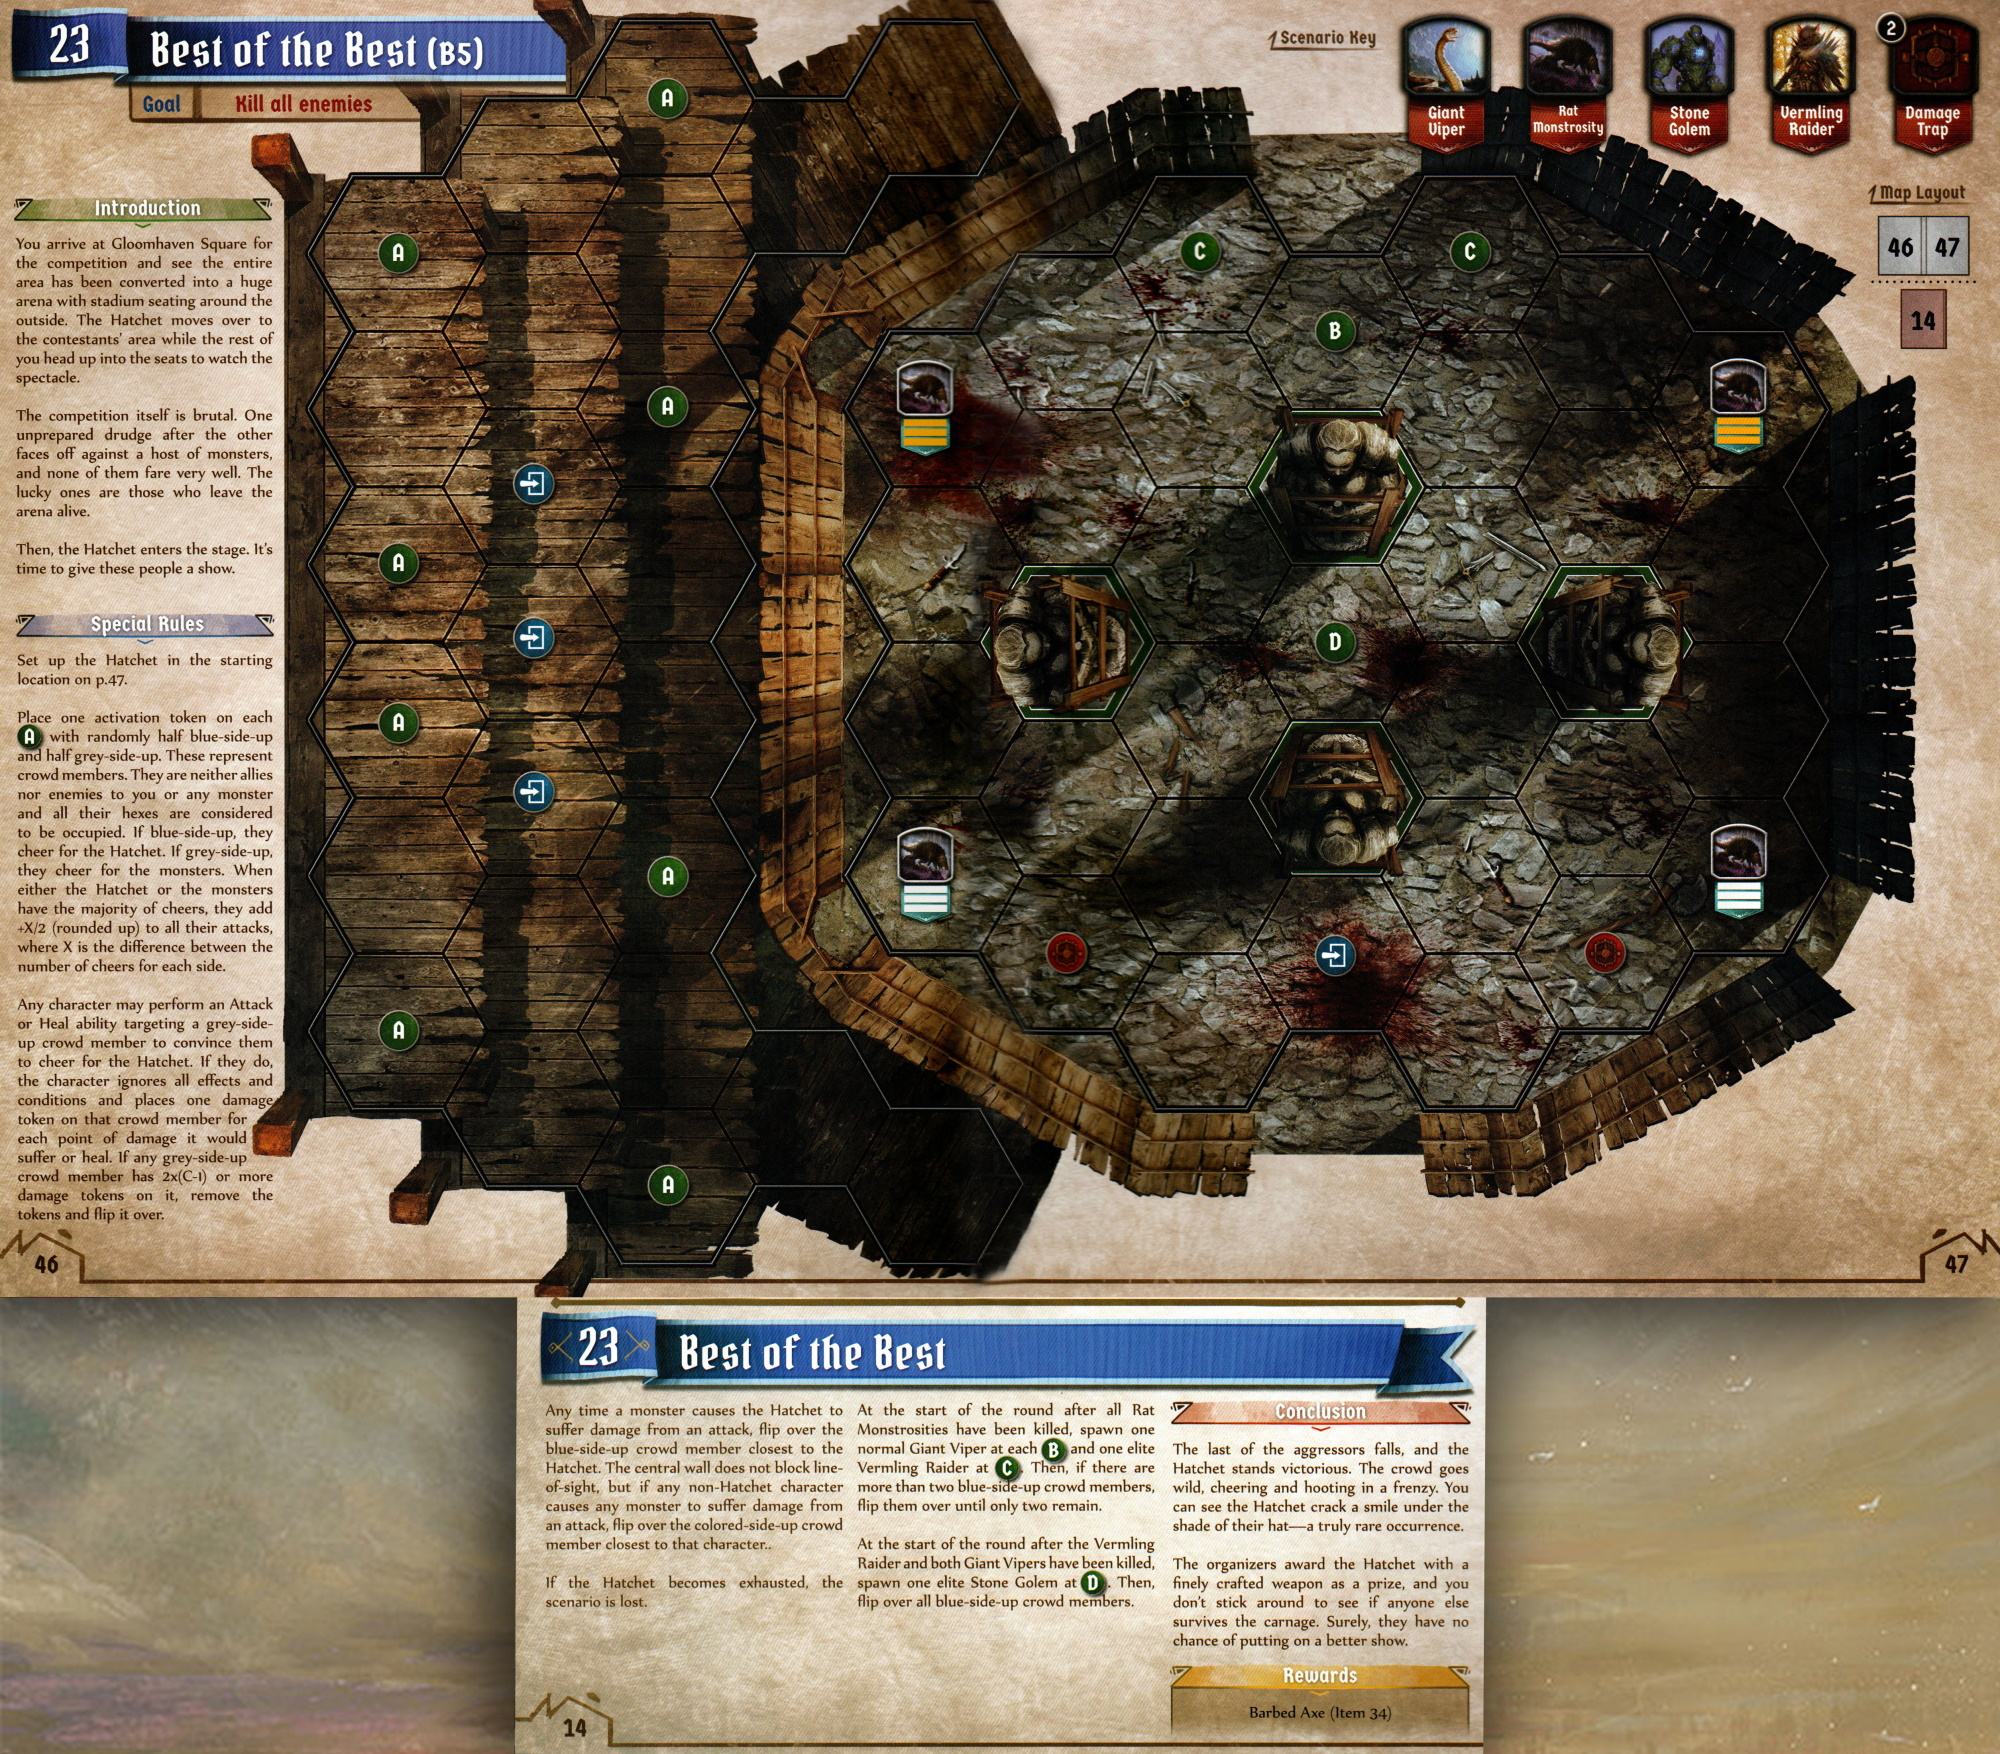 23
Best of the Best (B5)
Goal
Kill all enemies
Scenario Key
Giant
Viper
Rat
Monstrosity
Stone
Golem
Vermling
Raider
2
Damage
Trap
Map Layout
46 47
14
Introduction
You arrive at Gloomhaven Square for
the competition and see the entire
area has been converted into a huge
arena with stadium seating around the
outside. The Hatchet moves over to
the contestants' area while the rest of
you head up into the seats to watch the
spectacle.
The competition itself is brutal. One
unprepared drudge after the other
faces off against a host of monsters,
and none of them fare very well. The
lucky ones are those who leave the
arena alive.
Then, the Hatchet enters the stage. It's
time to give these people a show.
Special Rules
Set up the Hatchet in the starting
location on p.47.
Place one activation token on each
A with randomly half blue-side-up
and half grey-side-up. These represent
crowd members. They are neither allies
nor enemies to you or any monster
and all their hexes are considered
to be occupied. If blue-side-up, they
cheer for the Hatchet. If grey-side-up,
they cheer for the monsters. When
either the Hatchet or the monsters
have the majority of cheers, they add
+X/2 (rounded up) to all their attacks,
where X is the difference between the
number of cheers for each side.
Any character may perform an Attack
or Heal ability targeting a grey-side-
up crowd member to convince them
to cheer for the Hatchet. If they do,
the character ignores all effects and
conditions and places one damage
token on that crowd member for
each point of damage it would
suffer or heal. If any grey-side-up
crowd member has 2x(C-1) or more
damage tokens on it, remove the
tokens and flip it over.
A
A
C
C
B
A
A
D
A
A
A
A
46
47
23
Best of the Best
Any time a monster causes the Hatchet to
suffer damage from an attack, flip over the
blue-side-up crowd member closest to the
Hatchet. The central wall does not block line-
of-sight, but if any non-Hatchet character
causes any monster to suffer damage from
an attack, flip over the colored-side-up crowd
member closest to that character..
If the Hatchet becomes exhausted, the
scenario is lost.
At the start of the round after all Rat
Monstrosities have been killed, spawn one
normal Giant Viper at each B and one elite
Vermling Raider at C. Then, if there are
more than two blue-side-up crowd members,
flip them over until only two remain.
At the start of the round after the Vermling
Raider and both Giant Vipers have been killed,
spawn one elite Stone Golem at D. Then,
flip over all blue-side-up crowd members.
Conclusion
The last of the aggressors falls, and the
Hatchet stands victorious. The crowd goes
wild, cheering and hooting in a frenzy. You
can see the Hatchet crack a smile under the
shade of their hat—a truly rare occurrence.
The organizers award the Hatchet with a
finely crafted weapon as a prize, and you
don't stick around to see if anyone else
survives the carnage. Surely, they have no
chance of putting on a better show.
Rewards
Barbed Axe (Item 34)
14